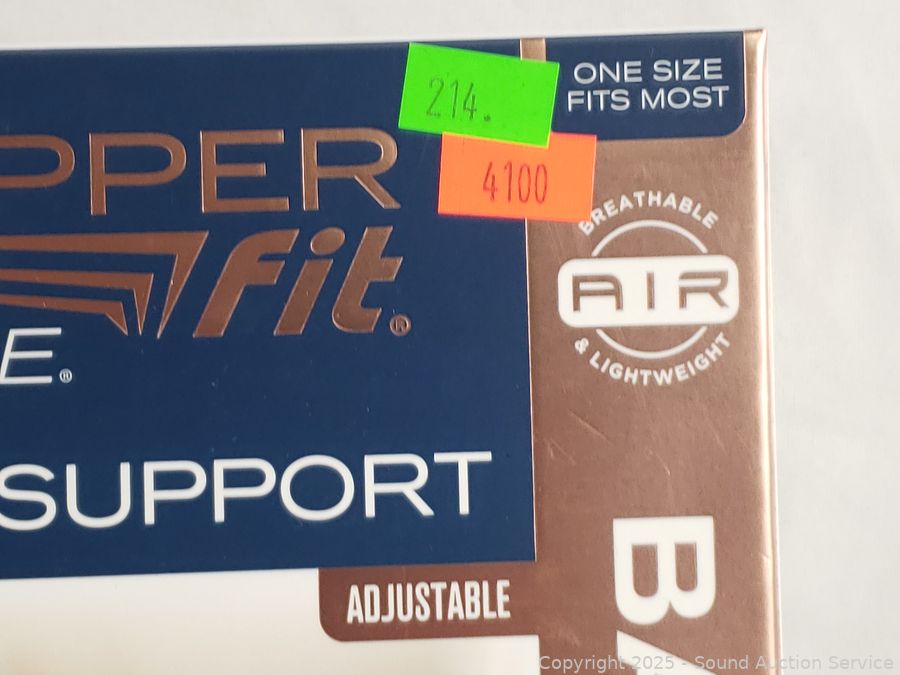 214.
4100
ONE SIZE
FITS MOST
PPER
fit®
E®
SUPPORT
ADJUSTABLE
BREATHABLE
AIR
& LIGHTWEIGHT
BA
Copyright 2025 - Sound Auction Service